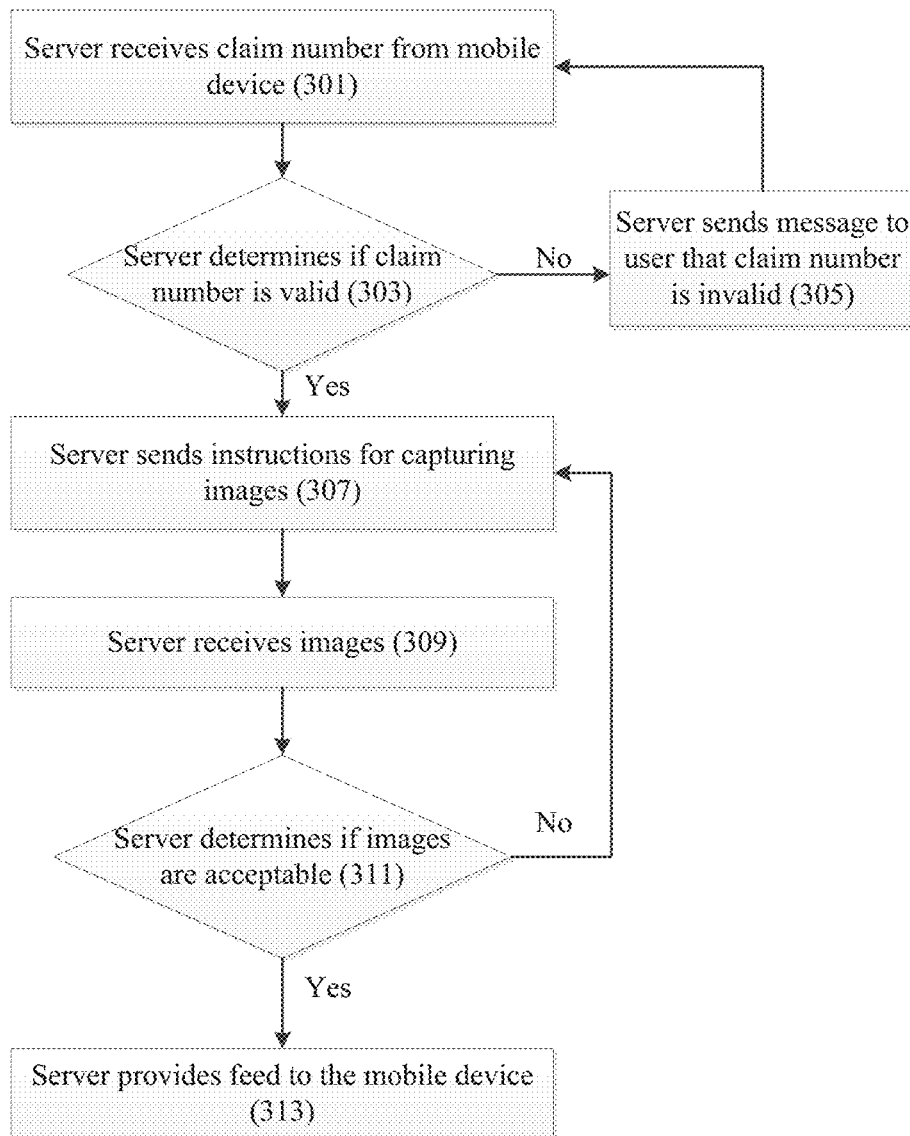 Server receives claim number from mobile
device (301)
Server determines if claim
number is valid (303)
No
Server sends message to
user that claim number
is invalid (305)
Yes
Server sends instructions for capturing
images (307)
Server receives images (309)
Server determines if images
are acceptable (311)
No
Yes
Server provides feed to the mobile device
(313)